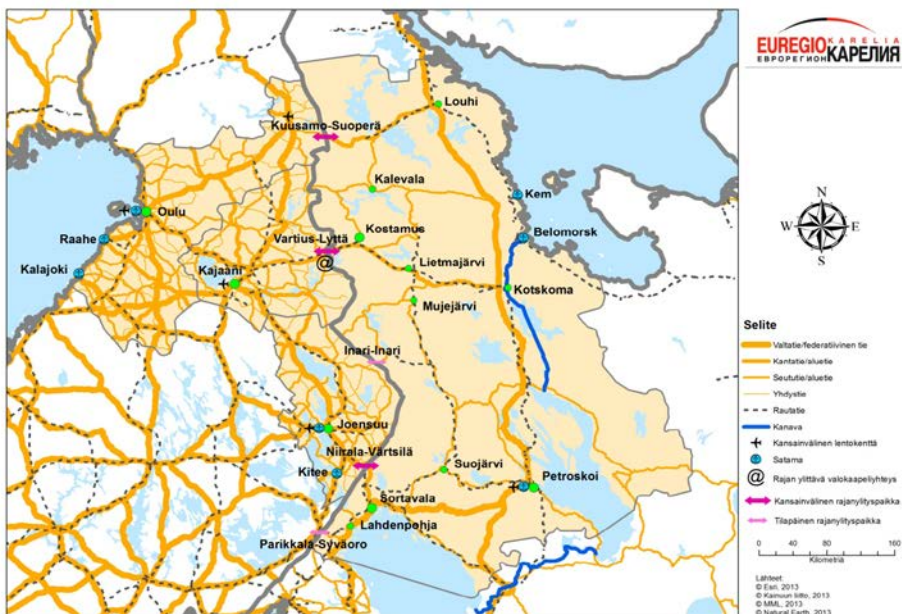 EUREGIO KARELIA
ЕВРОРЕГИОН КАРЕЛИЯ
Louhi
Kuusamo-Suoperä
Kalevala
Kem
Oulu
Kostamus
Raahe
Vartius-Lyttä
Belomorsk
Kalajoki
Kajaani
@
Lietmajärvi
Kotskoma
Mujejärvi
Inari-Inari
Joensuu
Niirala-Värtsilä
Kitee
Suojärvi
Petroskoi
Sortavala
Lahdenpohja
Parikkala-Syväoro
N
W E
S
Selite
Valtatie/federatiivinen tie
Kantatie/aluetie
Seututie/aluetie
Yhdystie
Rautatie
Kanava
Kansainvälinen lentokenttä
Satama
@ Rajan ylittävä valokaapeliyhteys
Kansainvälinen rajanylityspaikka
Tilapäinen rajanylityspaikka
0 40 80 160
Kilometriä
Lähteet:
© Esri, 2013
© Kainuun liitto, 2013
© MML, 2013
© Natural Earth, 2013